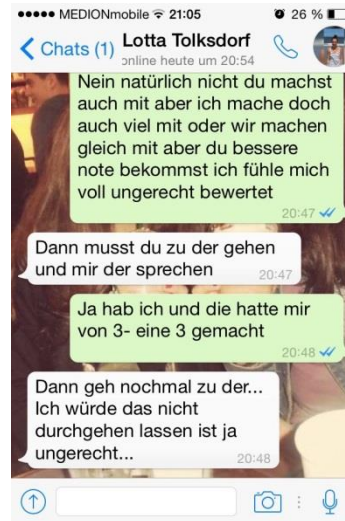 MEDIONmobile 21:05 26 %
Chats (1) Lotta Tolksdorf
online heute um 20:54
Nein natürlich nicht du machst
auch mit aber ich mache doch
auch viel mit oder wir machen
gleich mit aber du bessere
note bekommst ich fühle mich
voll ungerecht bewertet
20:47
Dann musst du zu der gehen
und mir der sprechen
20:47
Ja hab ich und die hatte mir
von 3- eine 3 gemacht
20:48
Dann geh nochmal zu der...
Ich würde das nicht
durchgehen lassen ist ja
ungerecht...
20:48